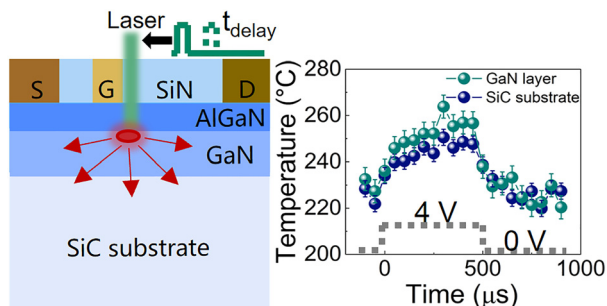 Laser
t_delay
S
G
SiN
D
AlGaN
GaN
SiC substrate
280
260
240
220
200
Temperature (°C)
GaN layer
SiC substrate
4 V
0 V
0
500
1000
Time (µs)